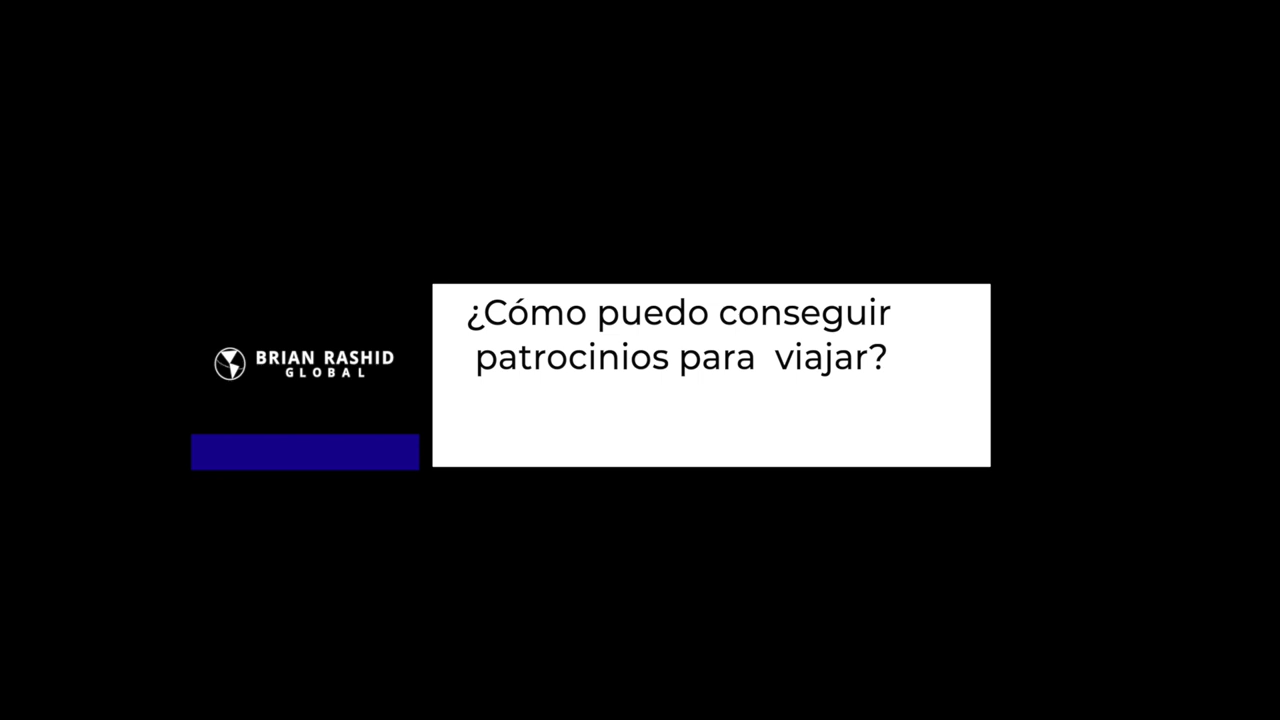 BRIAN RASHID
GLOBAL
¿Cómo puedo conseguir
patrocinios para  viajar?